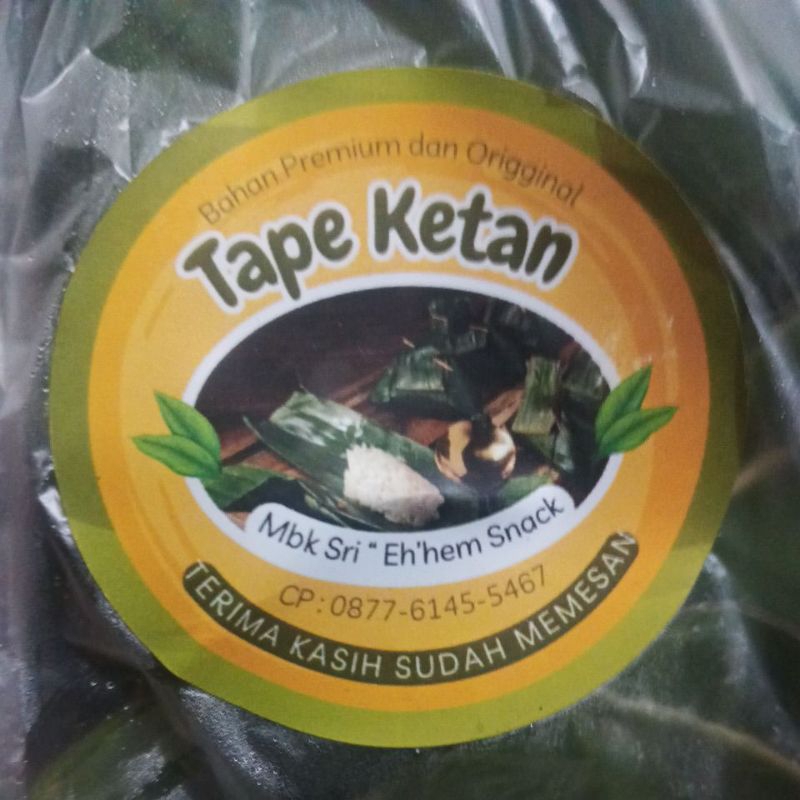 Bahan Premium dan Origginal
Tape Ketan
Mbk Sri “ Eh'hem Snack
CP : 0877-6145-5467
TERIMA KASIH SUDAH MEMESAN